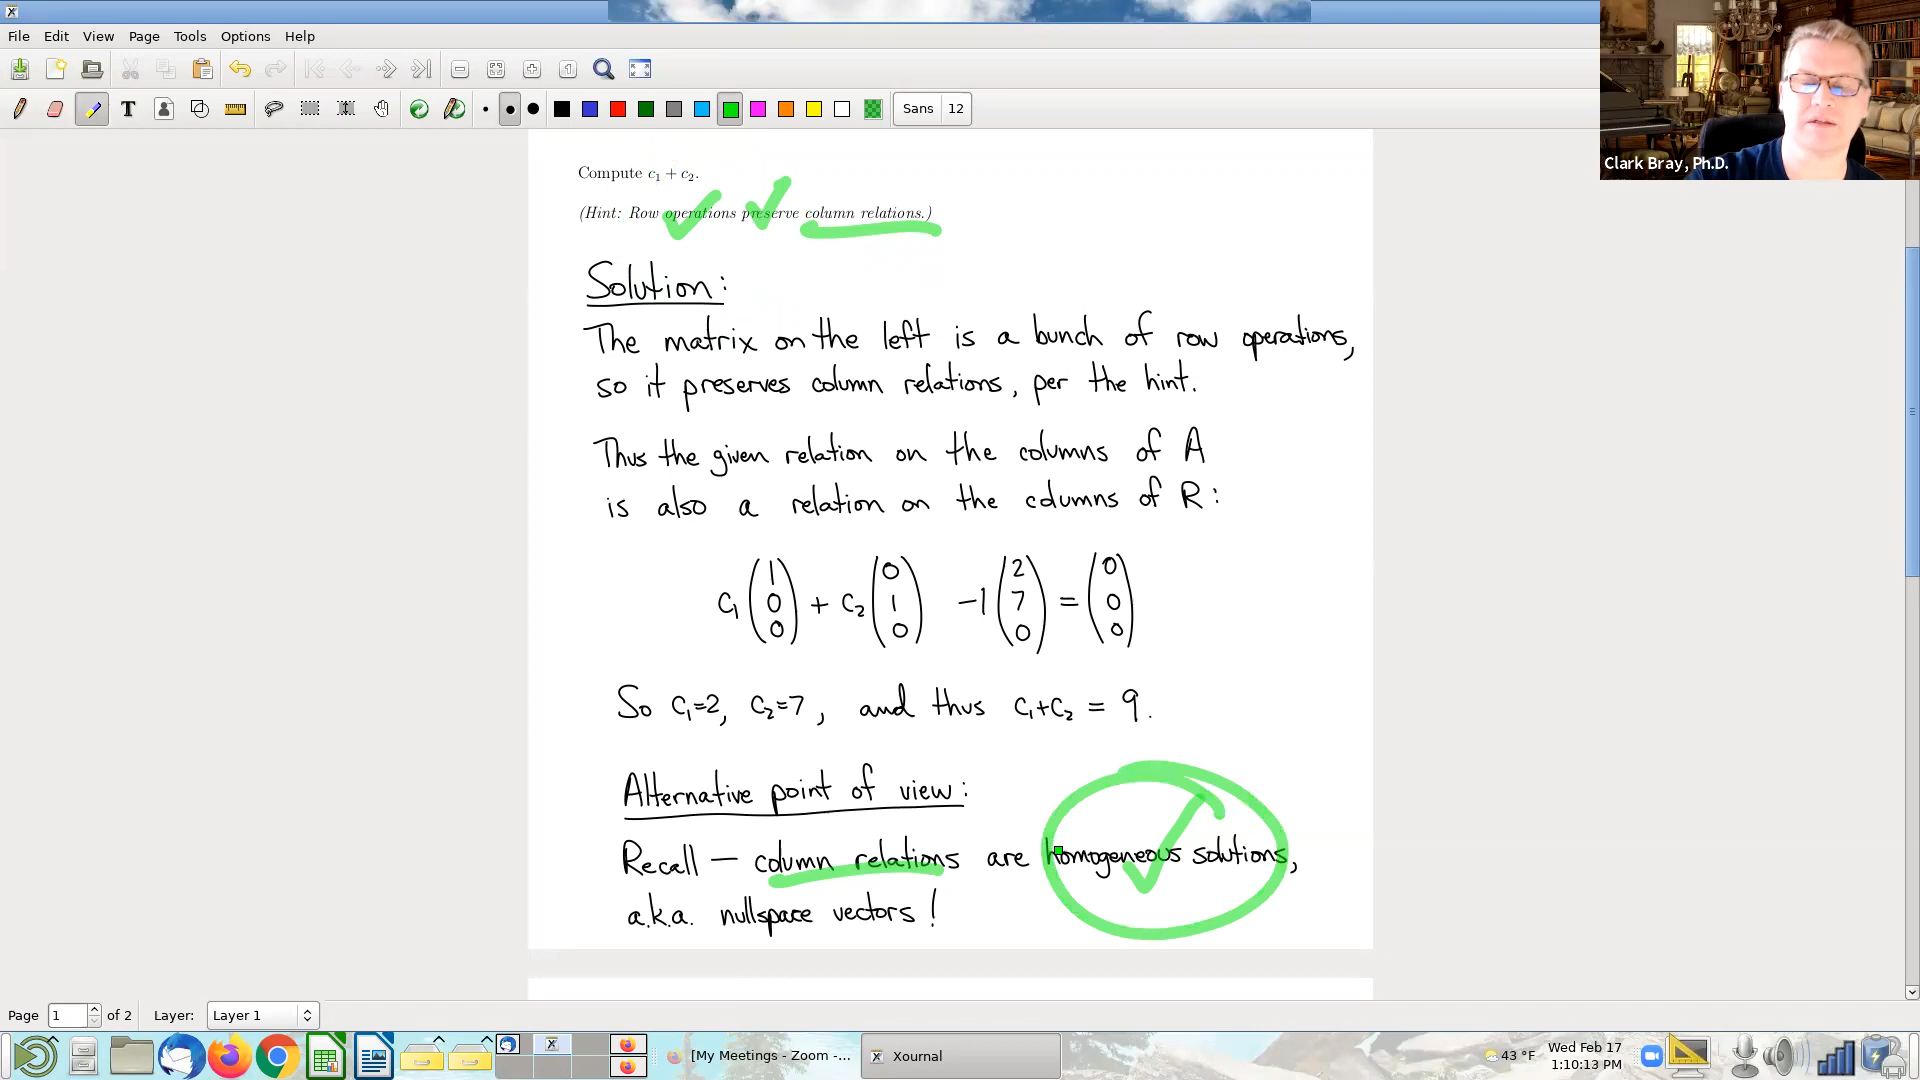 File Edit View Page Tools Options Help
Sans 12
Clark Bray, Ph.D.
Compute c₁ + c₂.
(Hint: Row operations preserve column relations.)
Solution:
The matrix on the left is a bunch of row operations,
so it preserves column relations, per the hint.
Thus the given relation on the columns of A
is also a relation on the columns of R:
c₁ (1 0 0) + c₂ (0 1 0) -1 (2 7 0) = (0 0 0)
So c₁=2, c₂=7, and thus c₁+c₂ = 9.
Alternative point of view:
Recall — column relations are homogeneous solutions,
a.k.a. nullspace vectors!
Page 1 of 2 Layer: Layer 1
[My Meetings - Zoom -... Xournal 43 °F Wed Feb 17
1:10:13 PM